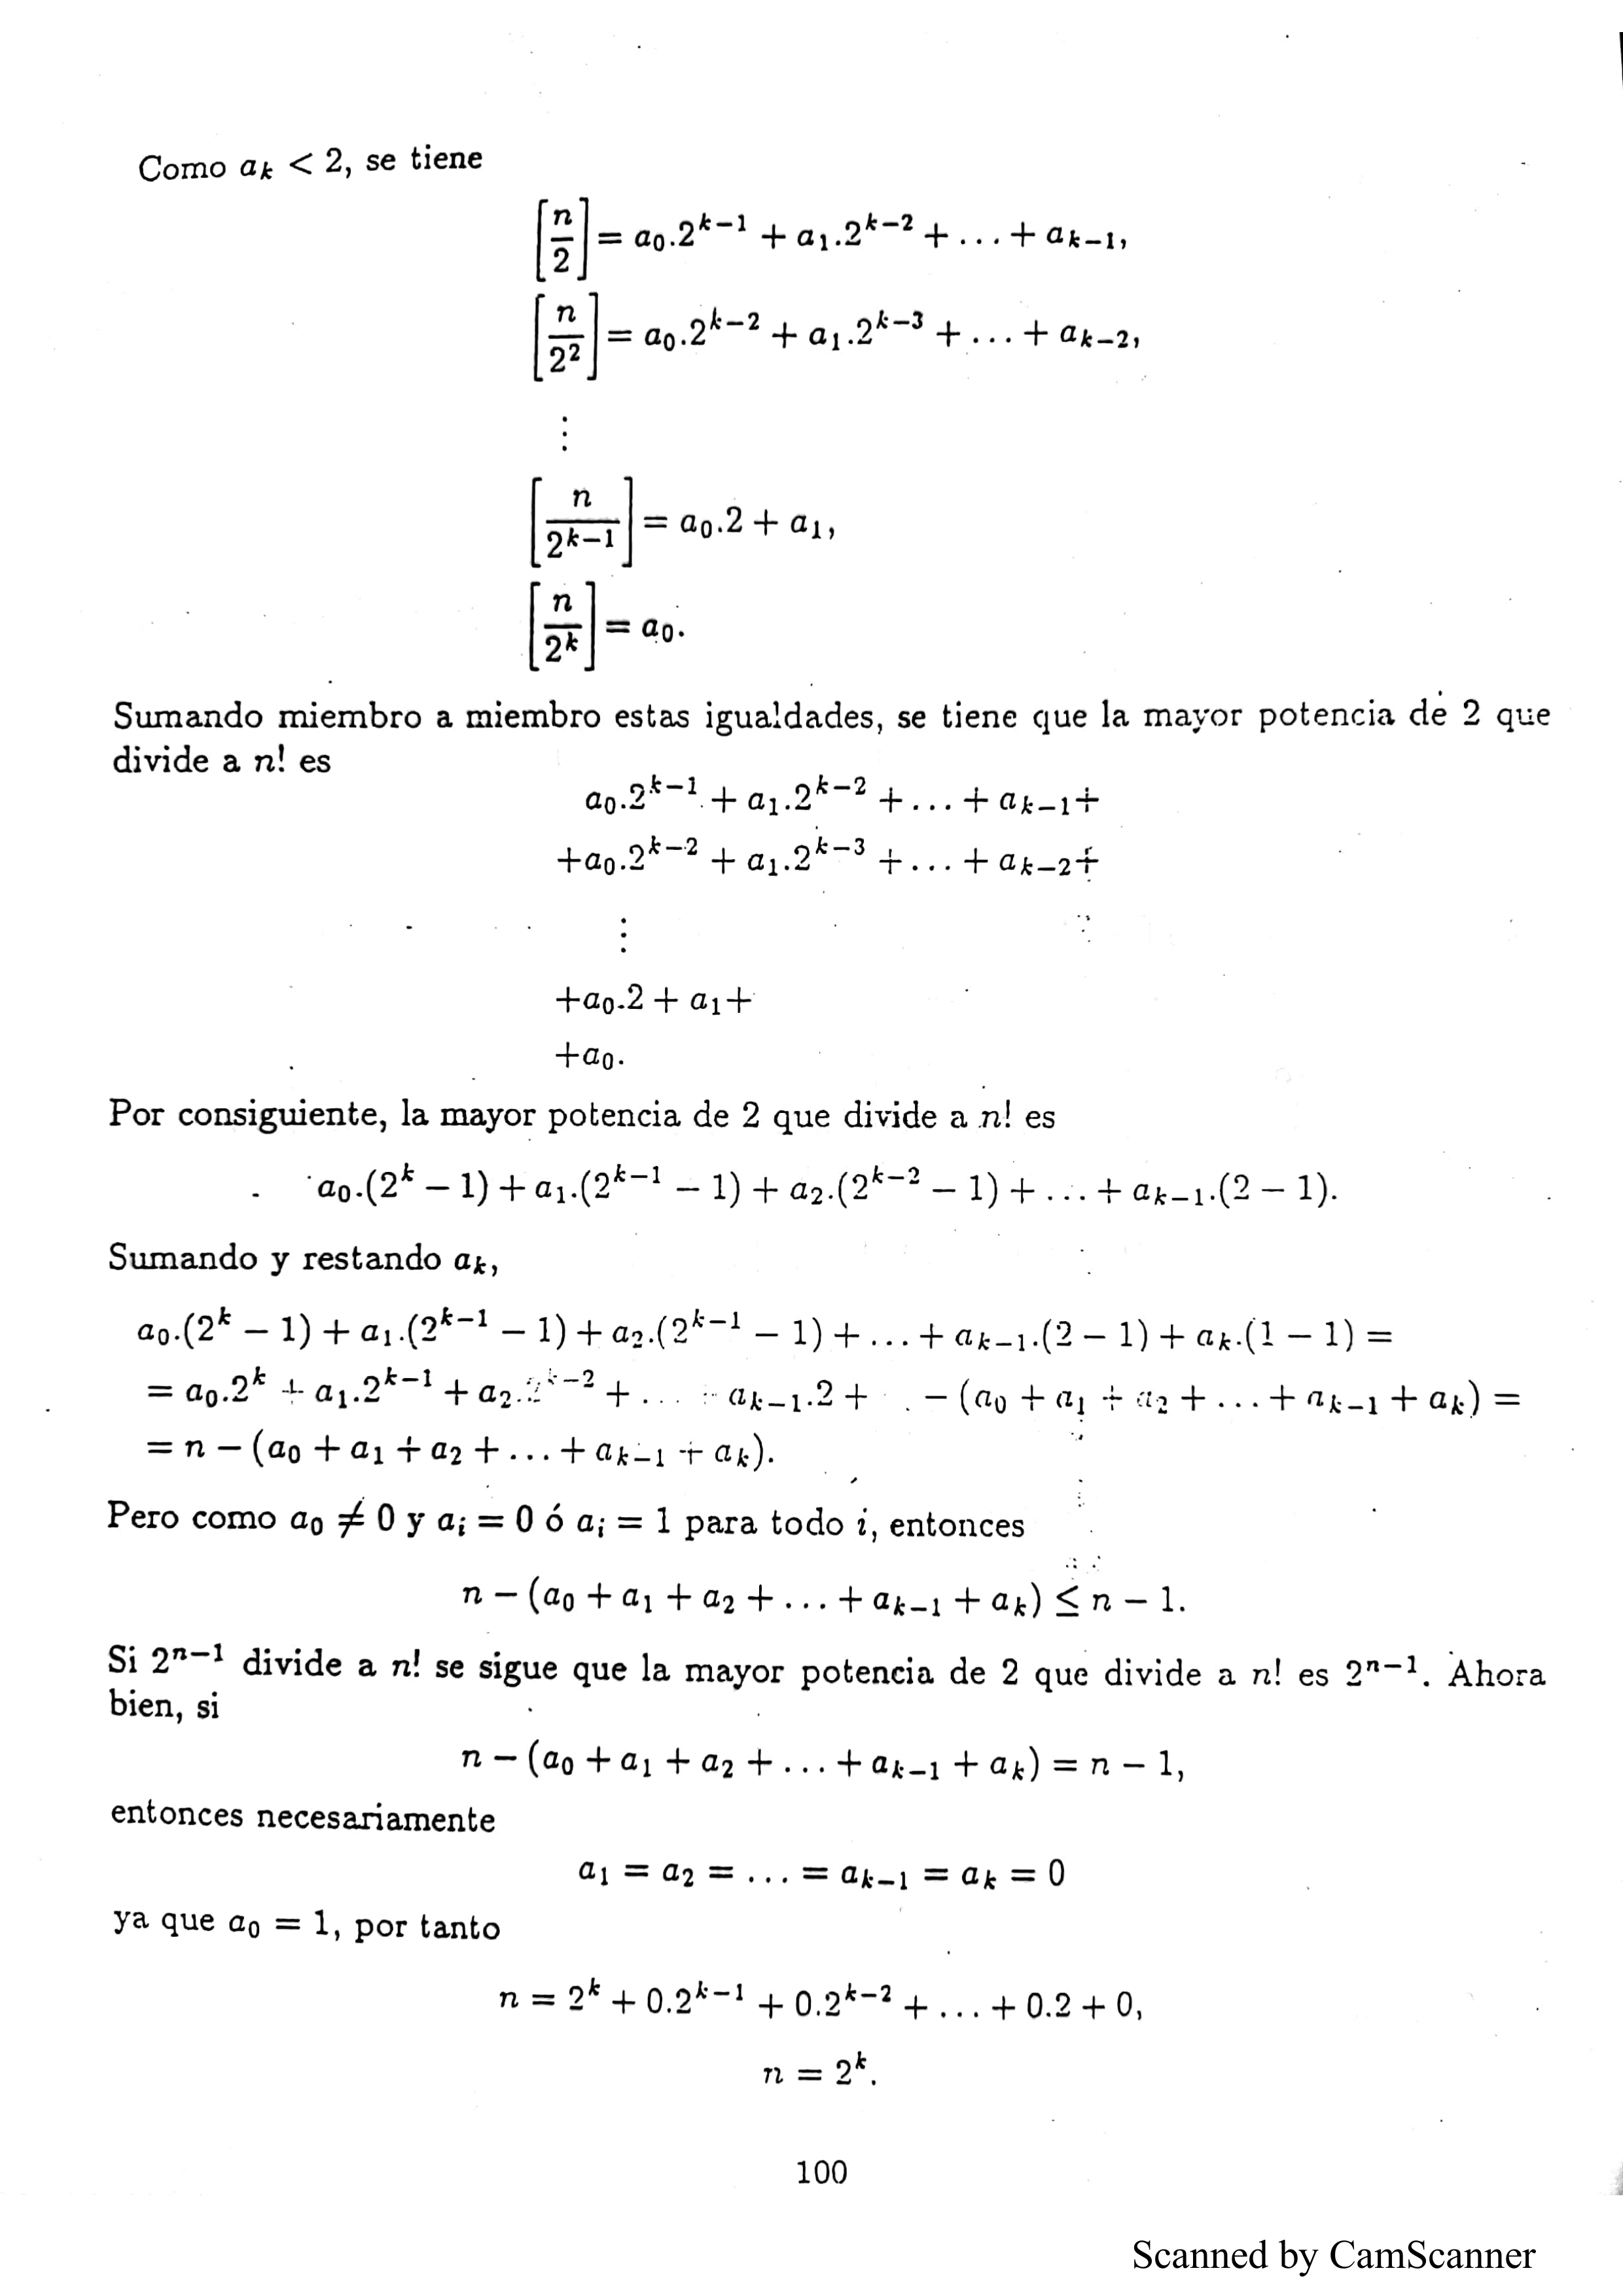 Como $a_k < 2$, se tiene
$\left[\frac{n}{2}\right] = a_0.2^{k-1} + a_1.2^{k-2} + \ldots + a_{k-1},$
$\left[\frac{n}{2^2}\right] = a_0.2^{k-2} + a_1.2^{k-3} + \ldots + a_{k-2},$
$\vdots$
$\left[\frac{n}{2^{k-1}}\right] = a_0.2 + a_1,$
$\left[\frac{n}{2^k}\right] = a_0.$
Sumando miembro a miembro estas igualdades, se tiene que la mayor potencia de 2 que
divide a $n!$ es
$a_0.2^{k-1} + a_1.2^{k-2} + \ldots + a_{k-1}+$
$+a_0.2^{k-2} + a_1.2^{k-3} + \ldots + a_{k-2}+$
$\vdots$
$+a_0.2 + a_1+$
$+a_0.$
Por consiguiente, la mayor potencia de 2 que divide a $n!$ es
$a_0.(2^k - 1) + a_1.(2^{k-1} - 1) + a_2.(2^{k-2} - 1) + \ldots + a_{k-1}.(2 - 1).$
Sumando y restando $a_k$,
$a_0.(2^k - 1) + a_1.(2^{k-1} - 1) + a_2.(2^{k-1} - 1) + \ldots + a_{k-1}.(2 - 1) + a_k.(1 - 1) =$
$= a_0.2^k + a_1.2^{k-1} + a_2.2^{k-2} + \ldots + a_{k-1}.2 + - (a_0 + a_1 + a_2 + \ldots + a_{k-1} + a_k) =$
$= n - (a_0 + a_1 + a_2 + \ldots + a_{k-1} + a_k).$
Pero como $a_0 \neq 0$ y $a_i = 0$ ó $a_i = 1$ para todo $i$, entonces
$n - (a_0 + a_1 + a_2 + \ldots + a_{k-1} + a_k) \leq n - 1.$
Si $2^{n-1}$ divide a $n!$ se sigue que la mayor potencia de 2 que divide a $n!$ es $2^{n-1}$. Ahora
bien, si
$n - (a_0 + a_1 + a_2 + \ldots + a_{k-1} + a_k) = n - 1,$
entonces necesariamente
$a_1 = a_2 = \ldots = a_{k-1} = a_k = 0$
ya que $a_0 = 1$, por tanto
$n = 2^k + 0.2^{k-1} + 0.2^{k-2} + \ldots + 0.2 + 0,$
$n = 2^k.$
100
Scanned by CamScanner